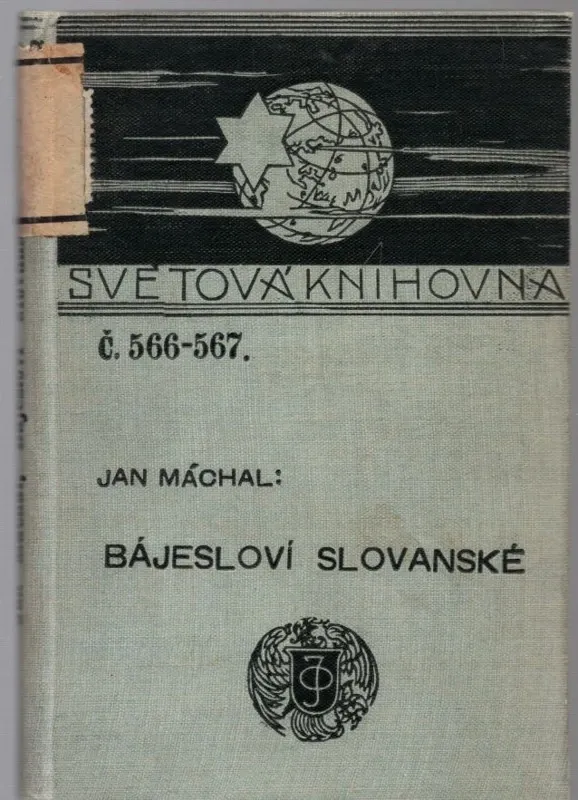 SVĚTOVÁ KNIHOVNA
Č. 566-567.
JAN MÁCHAL:
BÁJESLOVÍ SLOVANSKÉ